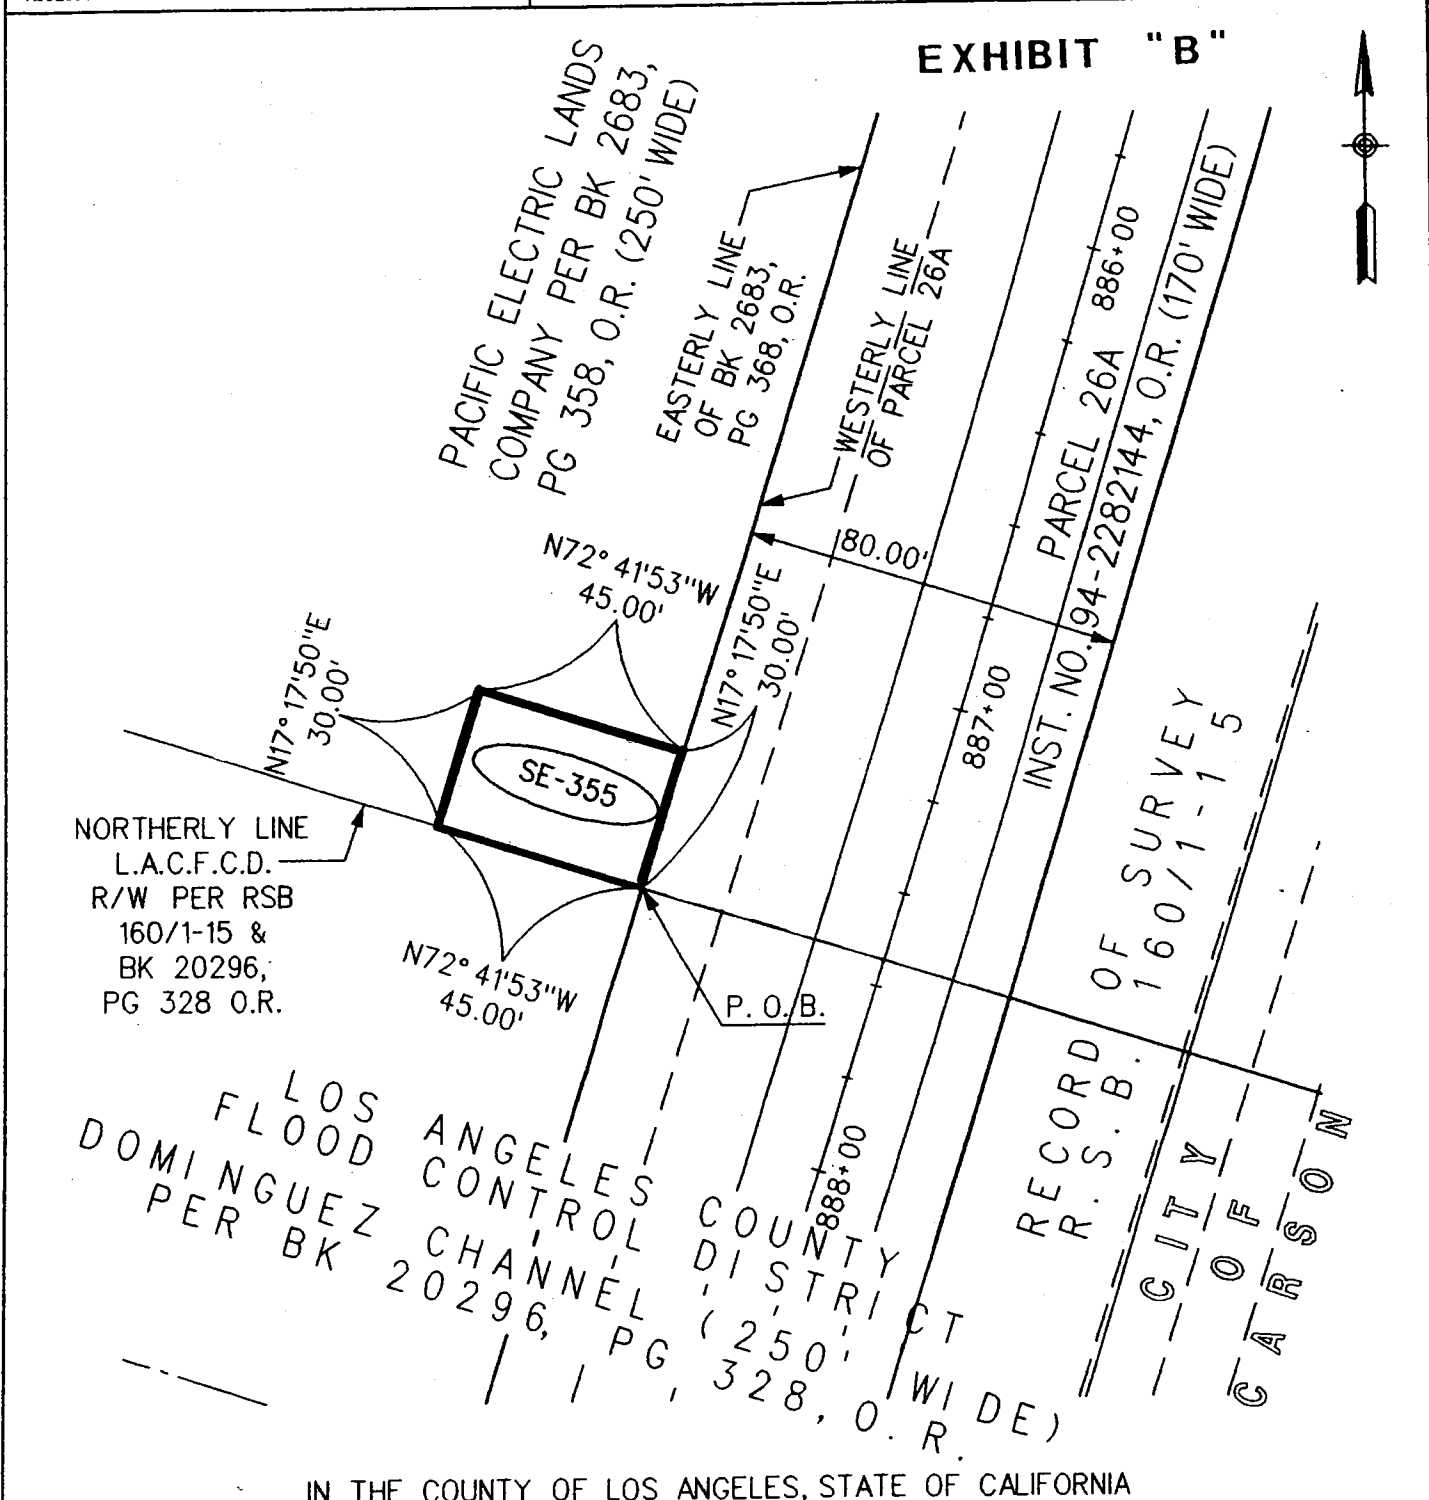 EXHIBIT "B"
PACIFIC ELECTRIC LANDS
COMPANY PER BK 2683,
PG 358, O.R. (250' WIDE)
EASTERLY LINE
OF BK 2683,
PG 368, O.R.
WESTERLY LINE
OF PARCEL 26A
886+00
PARCEL 26A
INST. NO. 94-2282144, O.R. (170' WIDE)
80.00'
N72° 41'53"W
45.00'
N17° 17'50"E
30.00'
N17° 17'50"E
30.00'
887+00
SE-355
NORTHERLY LINE
L.A.C.F.C.D.
R/W PER RSB
160/1-15 &
BK 20296,
PG 328 O.R.
N72° 41'53"W
45.00'
P.O.B.
RECORD OF SURVEY
R.S.B. 160/1-15
888+00
LOS ANGELES COUNTY
FLOOD CONTROL DISTRICT
DOMINGUEZ CHANNEL (250' WIDE)
PER BK 20296, PG, 328, O.R.
CITY
OF
CARSON
IN THE COUNTY OF LOS ANGELES, STATE OF CALIFORNIA